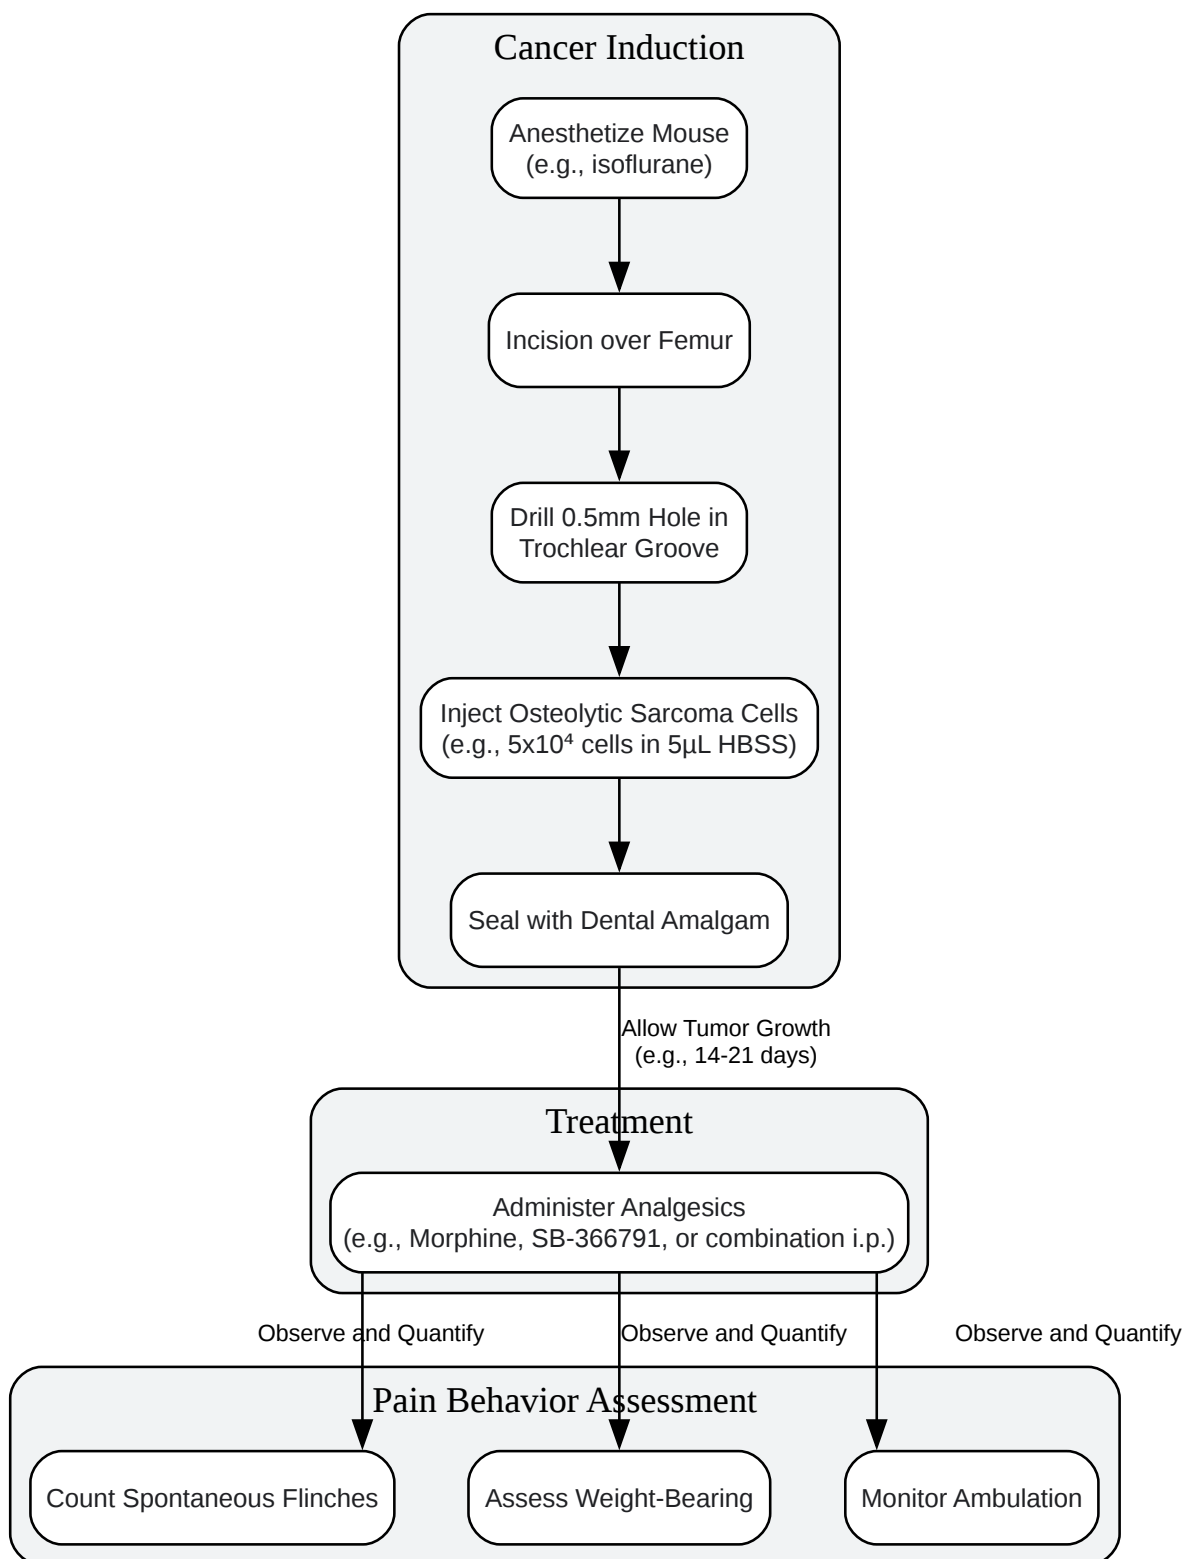 Cancer Induction
Anesthetize Mouse
(e.g., isoflurane)
Incision over Femur
Drill 0.5mm Hole in
Trochlear Groove
Inject Osteolytic Sarcoma Cells
(e.g., 5x10⁴ cells in 5µL HBSS)
Seal with Dental Amalgam
Allow Tumor Growth
(e.g., 14-21 days)
Treatment
Administer Analgesics
(e.g., Morphine, SB-366791, or combination i.p.)
Observe and Quantify
Observe and Quantify
Observe and Quantify
Pain Behavior Assessment
Count Spontaneous Flinches
Assess Weight-Bearing
Monitor Ambulation